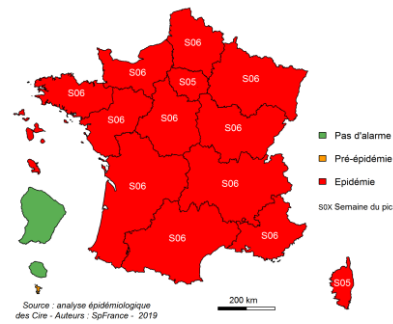 S06
S06
S05
S06
S06
S06
S06
S06
S06
S06
S06
S06
S05
Pas d'alarme
Pré-épidémie
Epidémie
S0X Semaine du pic
Source : analyse épidémiologique
des Cire - Auteurs : SpFrance - 2019
200 km